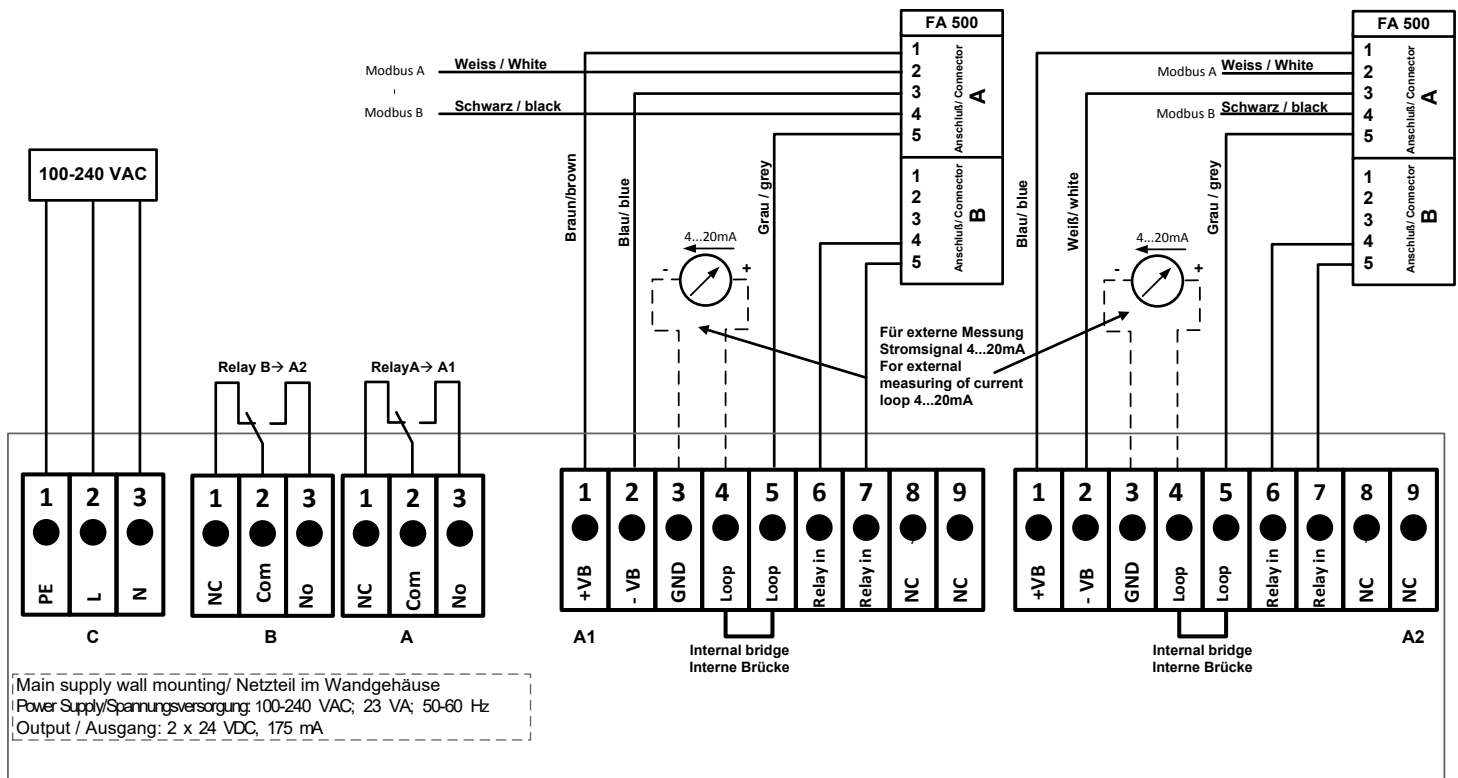 FA 500
1
2
3
4
5
Anschluß/ Connector
A
1
2
3
4
5
Anschluß/ Connector
B
Modbus A
Weiss / White
Modbus B
Schwarz / black
Braun/brown
Blau/ blue
Grau / grey
4...20mA
-
+
FA 500
1
2
3
4
5
Anschluß/ Connector
A
1
2
3
4
5
Anschluß/ Connector
B
Modbus A
Weiss / White
Modbus B
Schwarz / black
Blau/ blue
Weiß/ white
Grau / grey
4...20mA
-
+
Für externe Messung
Stromsignal 4...20mA
For external
measuring of current
loop 4...20mA
100-240 VAC
Relay B→ A2
RelayA→ A1
1 2 3
PE L N
C
1 2 3
NC Com No
B
1 2 3
NC Com No
A
1 2 3 4 5 6 7 8 9
+VB - VB GND Loop Loop Relay in Relay in NC NC
A1
Internal bridge
Interne Brücke
1 2 3 4 5 6 7 8 9
+VB - VB GND Loop Loop Relay in Relay in NC NC
A2
Internal bridge
Interne Brücke
Main supply wall mounting/ Netzteil im Wandgehäuse
Power Supply/Spannungsversorgung: 100-240 VAC; 23 VA; 50-60 Hz
Output / Ausgang: 2 x 24 VDC, 175 mA